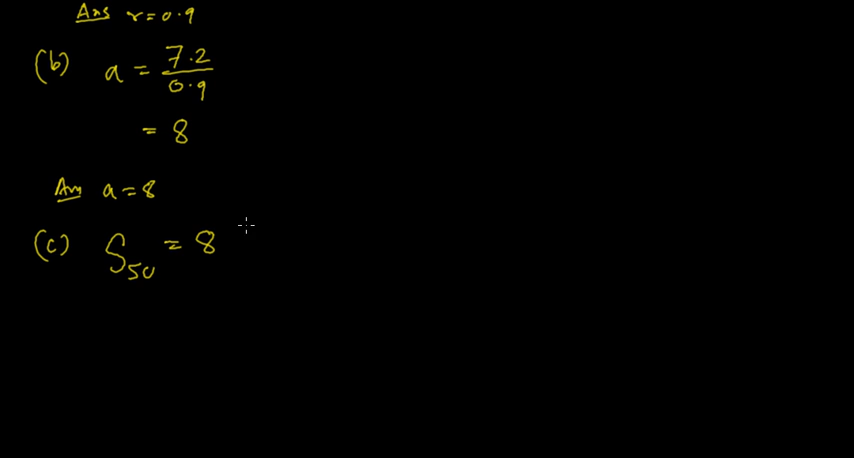 Ans r = 0.9
(b) a = 7.2 / 0.9
= 8
Ans a = 8
(c) S50 = 8